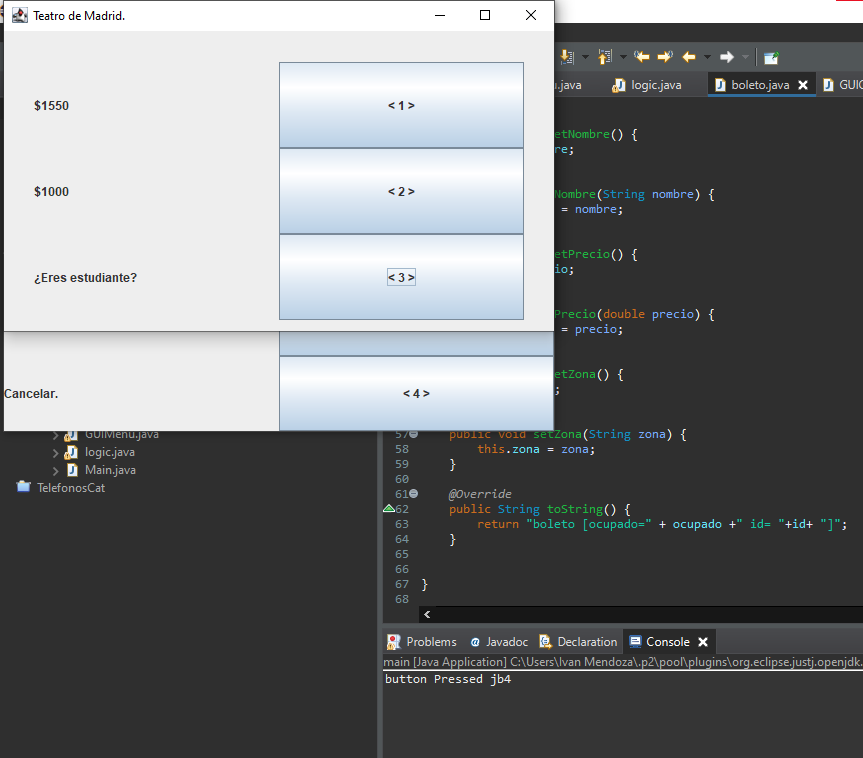 Teatro de Madrid.
$1550
< 1 >
$1000
< 2 >
¿Eres estudiante?
< 3 >
Cancelar.
< 4 >
GUIMenu.java
logic.java
Main.java
TelefonosCat
.java
logic.java
boleto.java
GUIC
etNombre() {
re;
Nombre(String nombre) {
= nombre;
etPrecio() {
io;
Precio(double precio) {
= precio;
etZona() {
;
57 public void setZona(String zona) {
58 this.zona = zona;
59 }
60
61 @Override
62 public String toString() {
63 return "boleto [ocupado=" + ocupado +" id= "+id+ "]";
64 }
65
66
67 }
68
Problems
Javadoc
Declaration
Console
main [Java Application] C:\Users\Ivan Mendoza\.p2\pool\plugins\org.eclipse.justj.openjdk.
button Pressed jb4